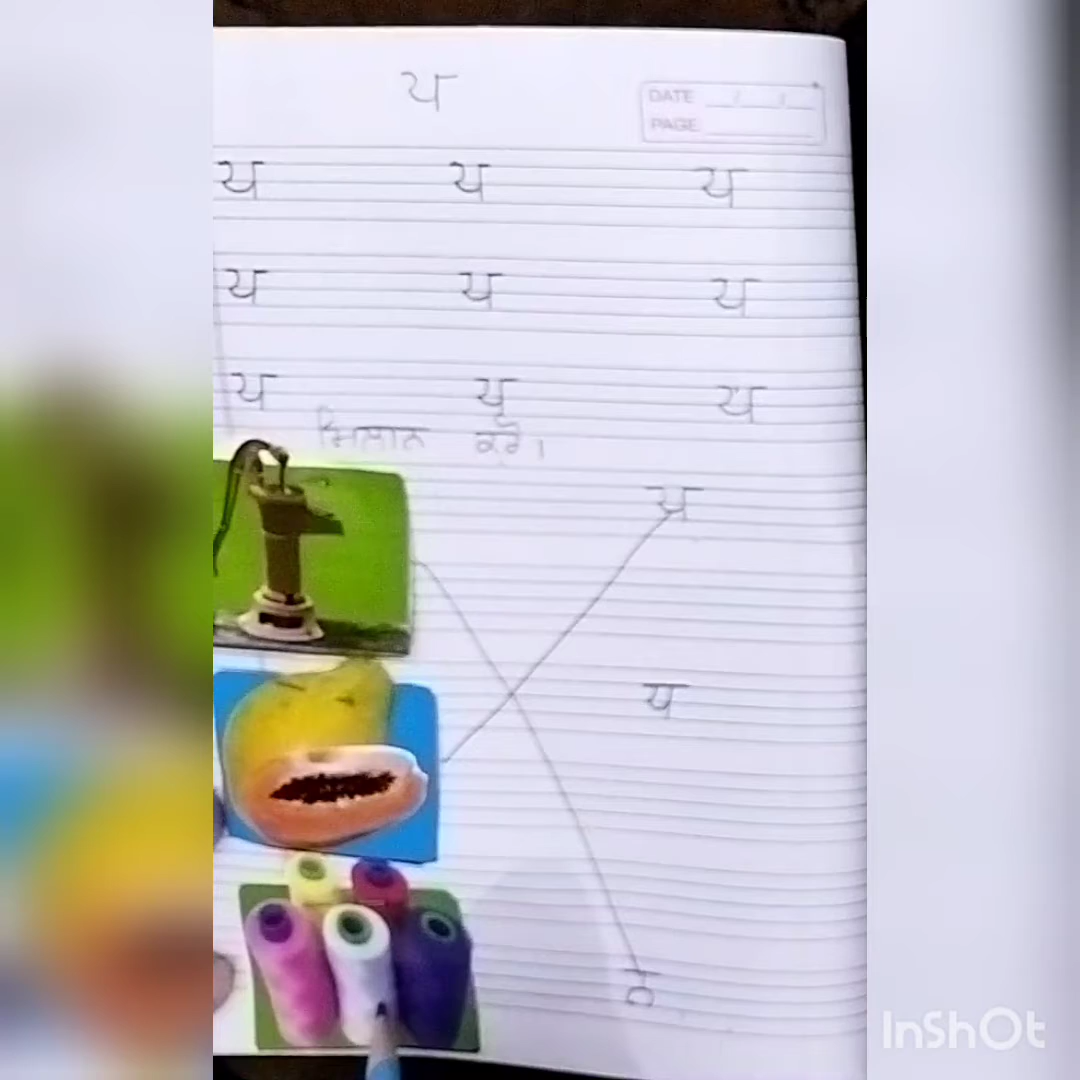 ਧ
DATE / /
PAGE
ਧ ਧ ਧ
ਧ ਧ ਧ
ਧ ਧ ਧ
ਮਿਲਾਨ ਕਰੋ।
ਪ
ਧ
ਨ
InShOt